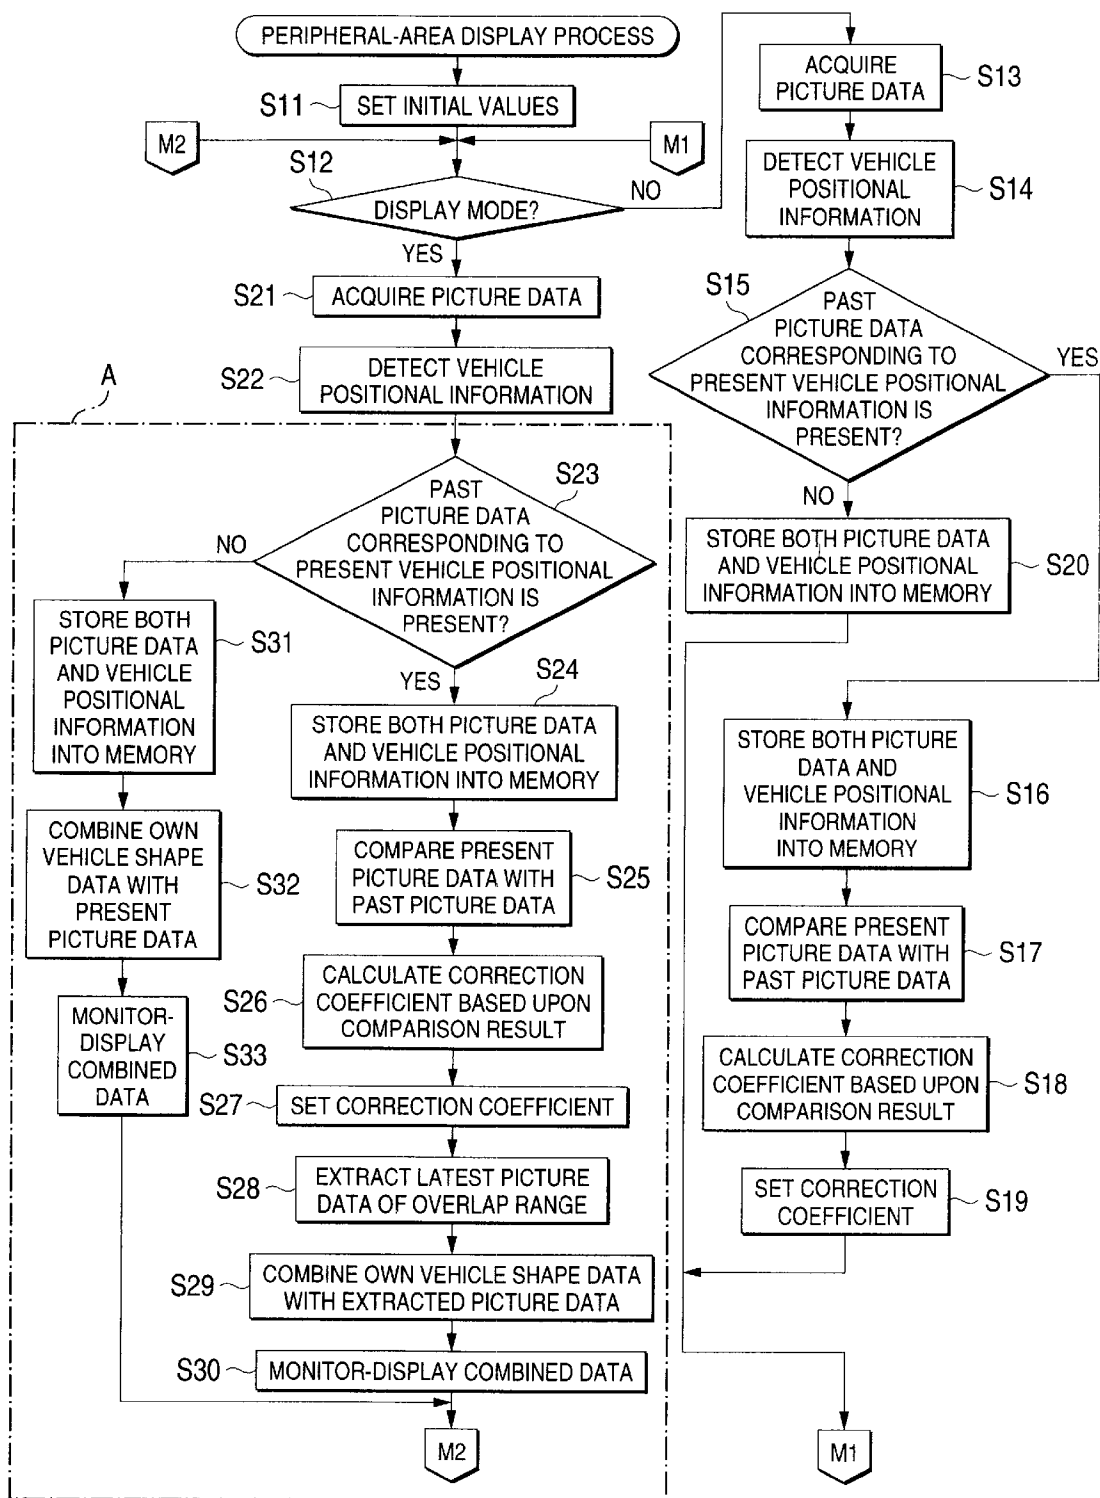 PERIPHERAL-AREA DISPLAY PROCESS
S11
SET INITIAL VALUES
M2
M1
S12
DISPLAY MODE?
NO
YES
S21
ACQUIRE PICTURE DATA
S22
DETECT VEHICLE
POSITIONAL INFORMATION
A
S23
PAST
PICTURE DATA
CORRESPONDING TO
PRESENT VEHICLE POSITIONAL
INFORMATION IS
PRESENT?
NO
YES
S31
STORE BOTH
PICTURE DATA
AND VEHICLE
POSITIONAL
INFORMATION
INTO MEMORY
S32
COMBINE OWN
VEHICLE SHAPE
DATA WITH
PRESENT
PICTURE DATA
S33
MONITOR-
DISPLAY
COMBINED
DATA
S24
STORE BOTH PICTURE DATA
AND VEHICLE POSITIONAL
INFORMATION INTO MEMORY
S25
COMPARE PRESENT
PICTURE DATA WITH
PAST PICTURE DATA
S26
CALCULATE CORRECTION
COEFFICIENT BASED UPON
COMPARISON RESULT
S27
SET CORRECTION COEFFICIENT
S28
EXTRACT LATEST PICTURE
DATA OF OVERLAP RANGE
S29
COMBINE OWN VEHICLE SHAPE DATA
WITH EXTRACTED PICTURE DATA
S30
MONITOR-DISPLAY COMBINED DATA
M2
S13
ACQUIRE
PICTURE DATA
S14
DETECT VEHICLE
POSITIONAL
INFORMATION
S15
PAST
PICTURE DATA
CORRESPONDING TO
PRESENT VEHICLE POSITIONAL
INFORMATION IS
PRESENT?
YES
NO
S20
STORE BOTH PICTURE DATA
AND VEHICLE POSITIONAL
INFORMATION INTO MEMORY
S16
STORE BOTH PICTURE
DATA AND
VEHICLE POSITIONAL
INFORMATION
INTO MEMORY
S17
COMPARE PRESENT
PICTURE DATA WITH
PAST PICTURE DATA
S18
CALCULATE CORRECTION
COEFFICIENT BASED UPON
COMPARISON RESULT
S19
SET CORRECTION
COEFFICIENT
M1